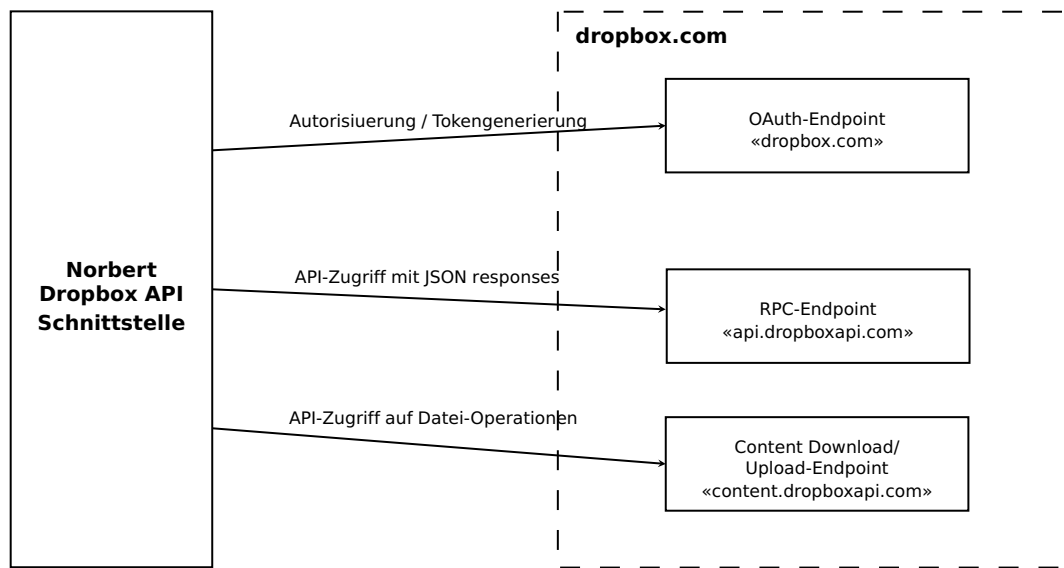 dropbox.com
Autorisiuerung / Tokengenerierung
OAuth-Endpoint
«dropbox.com»
Norbert
Dropbox API
Schnittstelle
API-Zugriff mit JSON responses
RPC-Endpoint
«api.dropboxapi.com»
API-Zugriff auf Datei-Operationen
Content Download/
Upload-Endpoint
«content.dropboxapi.com»